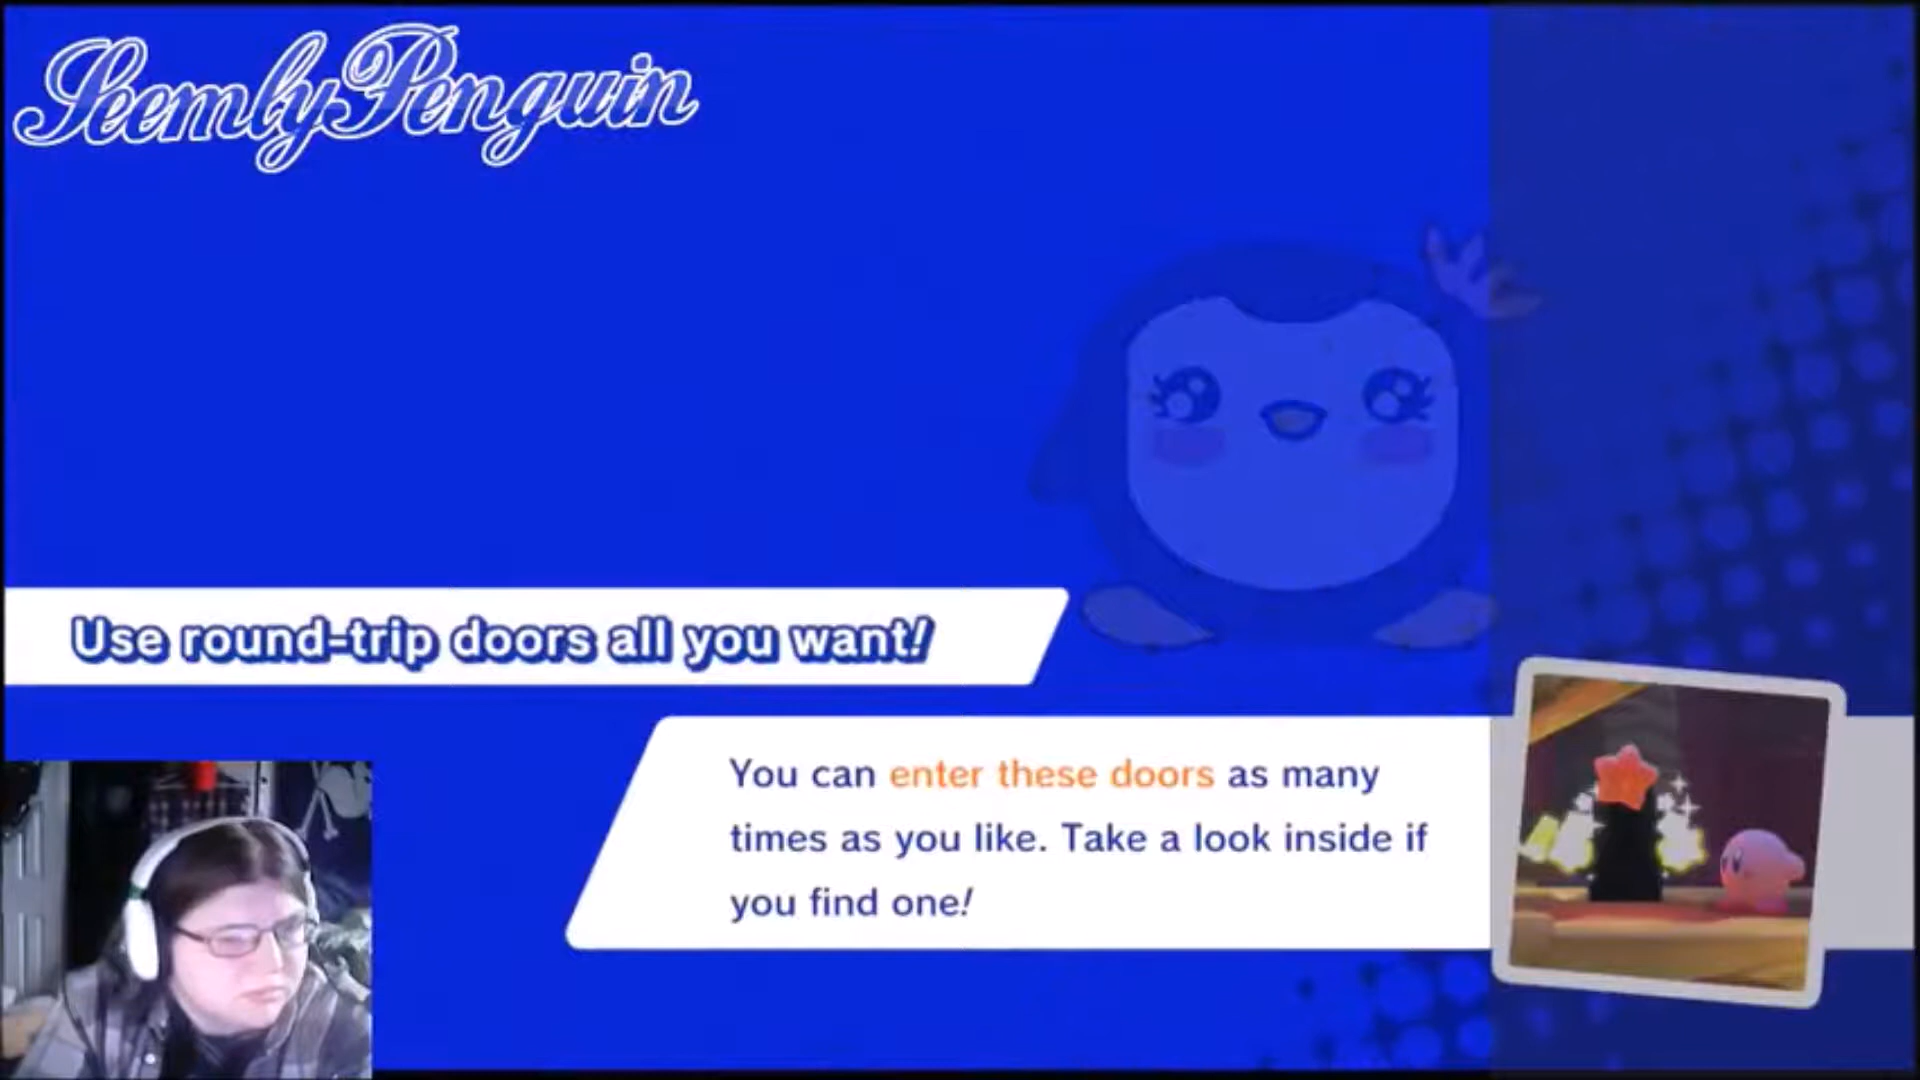 SeemlyPenguin
Use round-trip doors all you want!
You can enter these doors as many
times as you like. Take a look inside if
you find one!